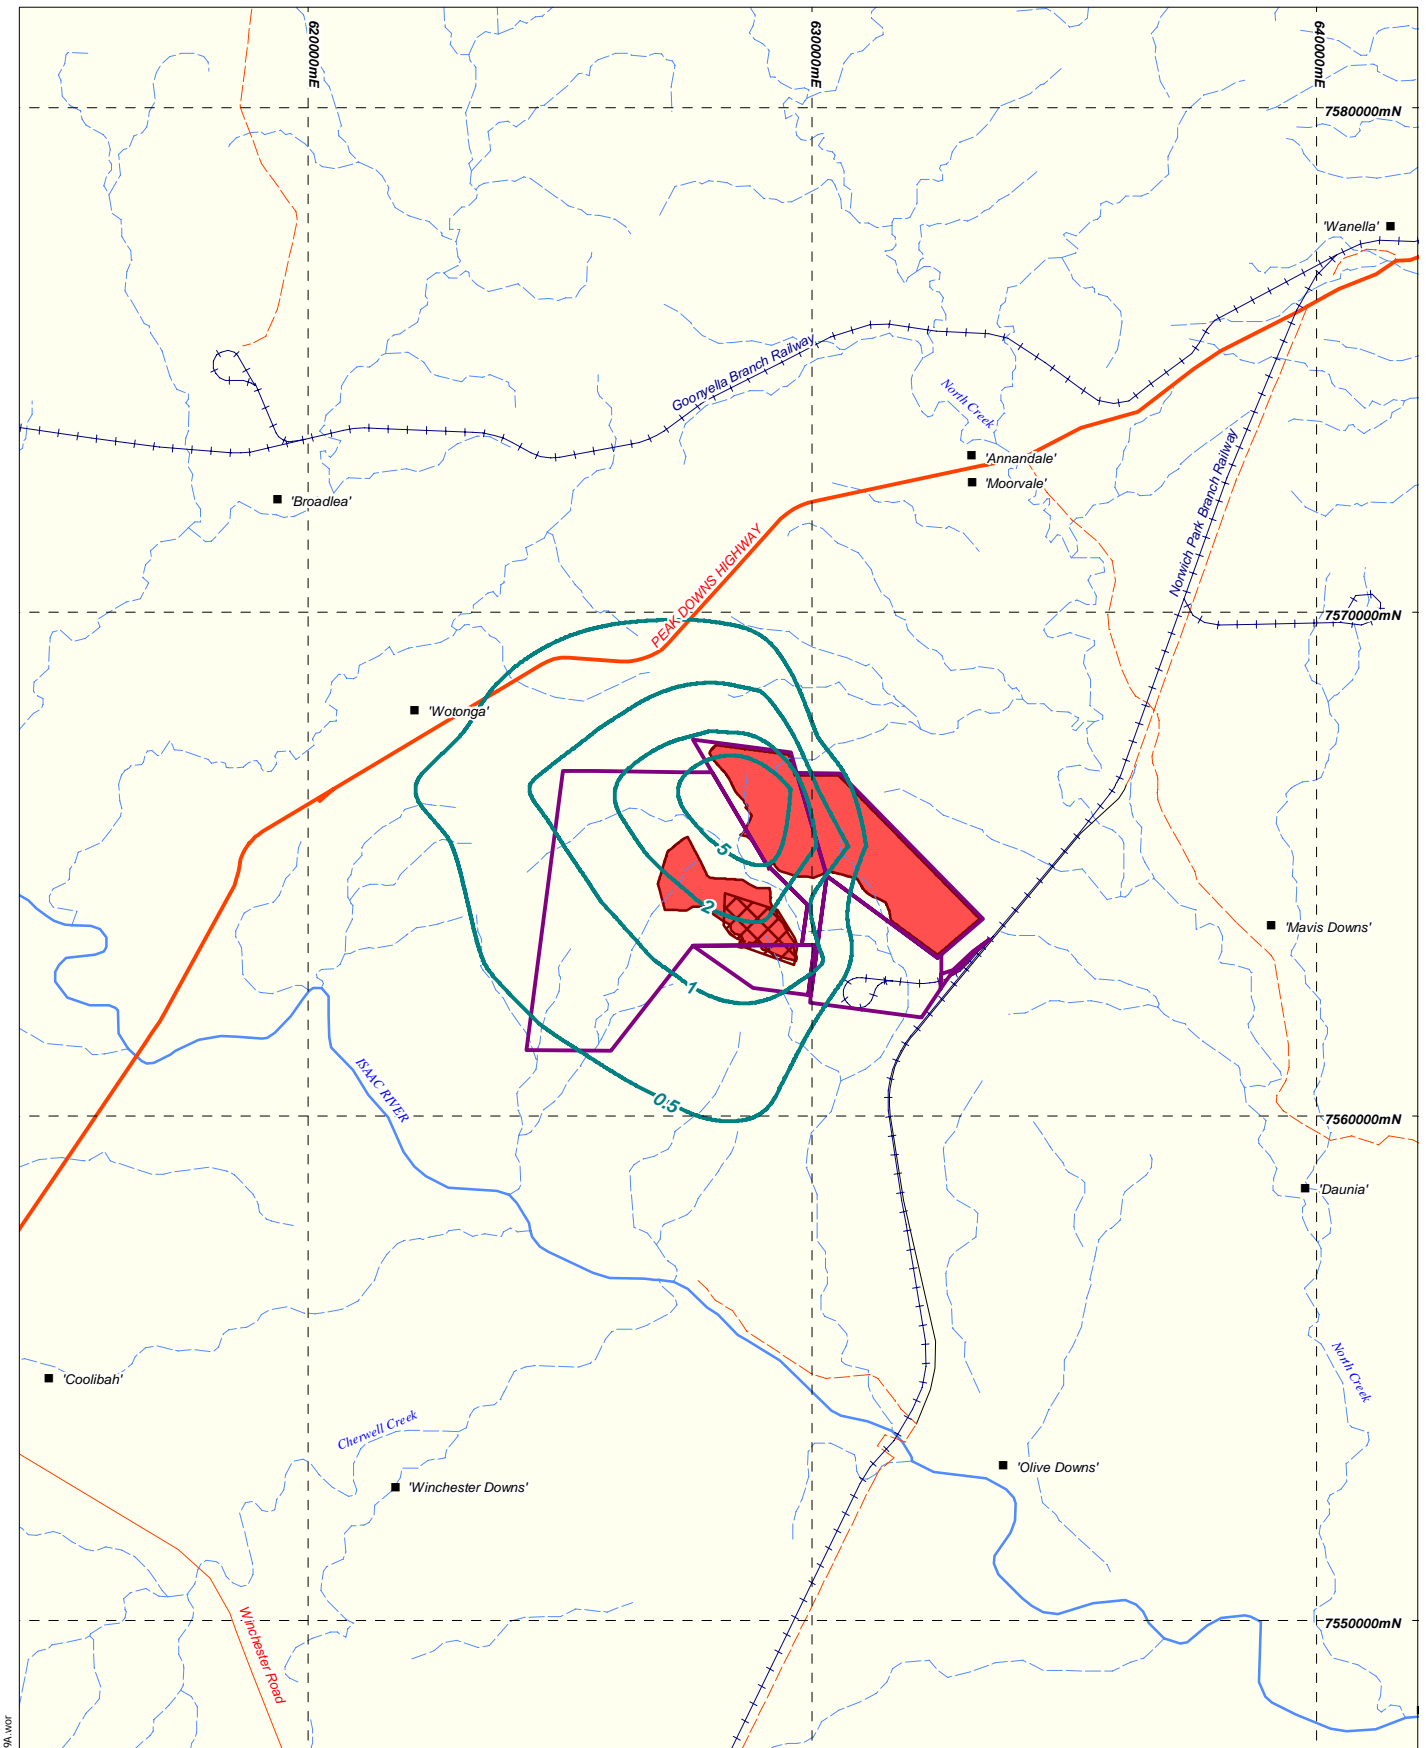 620000mE
630000mE
640000mE
7580000mN
'Wanella'
Goonyella Branch Railway
North Creek
'Annandale'
'Moorvale'
'Broadlea'
Norwich Park Branch Railway
PEAK DOWNS HIGHWAY
7570000mN
'Wotonga'
5
2
'Mavis Downs'
1
ISAAC RIVER
0.5
7560000mN
'Daunia'
North Creek
'Coolibah'
Cherwell Creek
'Olive Downs'
'Winchester Downs'
Winchester Road
7550000mN
9A.wor